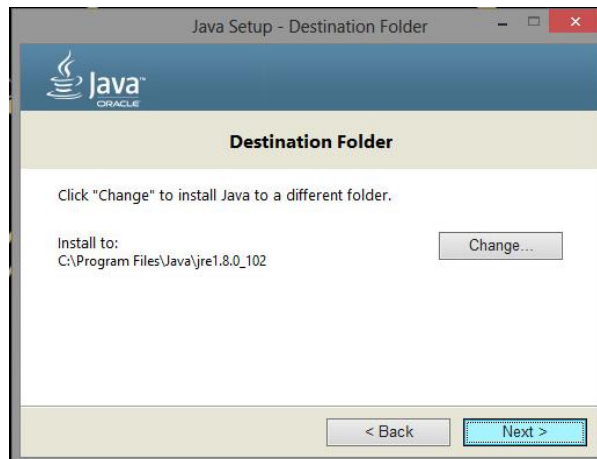 Java Setup - Destination Folder
Java™
ORACLE
Destination Folder
Click "Change" to install Java to a different folder.
Install to:
Change...
C:\Program Files\Java\jre1.8.0_102
< Back
Next >